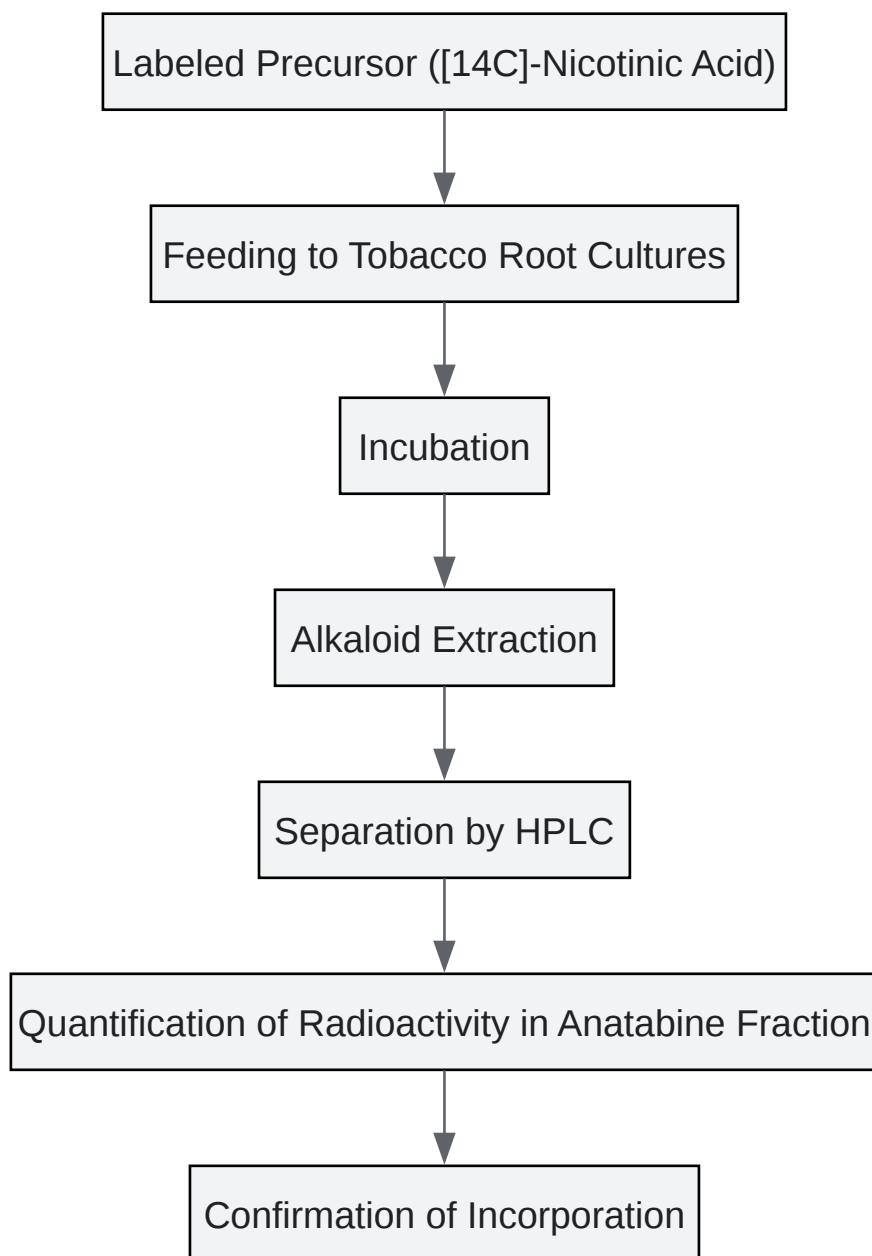 Labeled Precursor ([14C]-Nicotinic Acid)
Feeding to Tobacco Root Cultures
Incubation
Alkaloid Extraction
Separation by HPLC
Quantification of Radioactivity in Anatabine Fraction
Confirmation of Incorporation